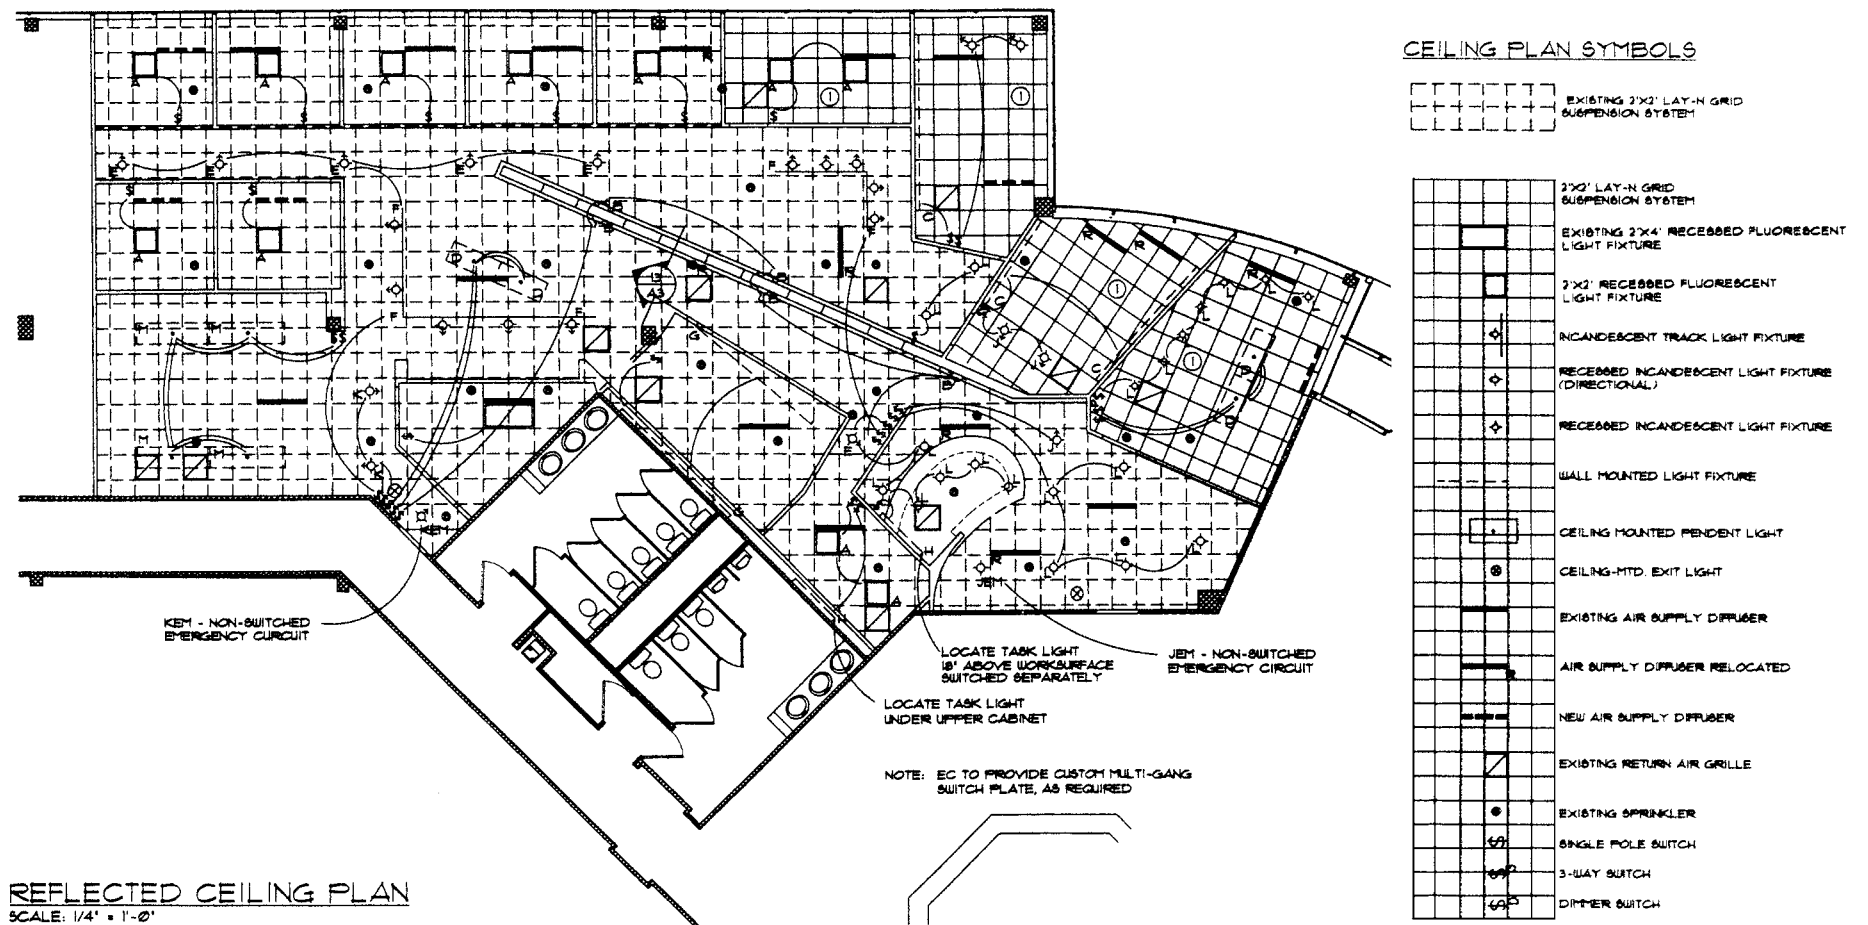 CEILING PLAN SYMBOLS
EXISTING 2'X2' LAY-N GRID
SUSPENSION SYSTEM
2'X2' LAY-N GRID
SUSPENSION SYSTEM
EXISTING 2'X4' RECESSED FLUORESCENT
LIGHT FIXTURE
2'X2' RECESSED FLUORESCENT
LIGHT FIXTURE
INCANDESCENT TRACK LIGHT FIXTURE
RECESSED INCANDESCENT LIGHT FIXTURE
(DIRECTIONAL)
RECESSED INCANDESCENT LIGHT FIXTURE
WALL MOUNTED LIGHT FIXTURE
CEILING MOUNTED PENDENT LIGHT
CEILING-MTD. EXIT LIGHT
EXISTING AIR SUPPLY DIFFUSER
AIR SUPPLY DIFFUSER RELOCATED
NEW AIR SUPPLY DIFFUSER
EXISTING RETURN AIR GRILLE
EXISTING SPRINKLER
SINGLE POLE SWITCH
3-WAY SWITCH
DIMMER SWITCH
KEM - NON-SWITCHED
EMERGENCY CURCUIT
LOCATE TASK LIGHT
18" ABOVE WORKSURFACE
SWITCHED SEPARATELY
JEM - NON-SWITCHED
EMERGENCY CIRCUIT
LOCATE TASK LIGHT
UNDER UPPER CABINET
NOTE: EC TO PROVIDE CUSTOM MULTI-GANG
SWITCH PLATE, AS REQUIRED
REFLECTED CEILING PLAN
SCALE: 1/4" = 1'-0"